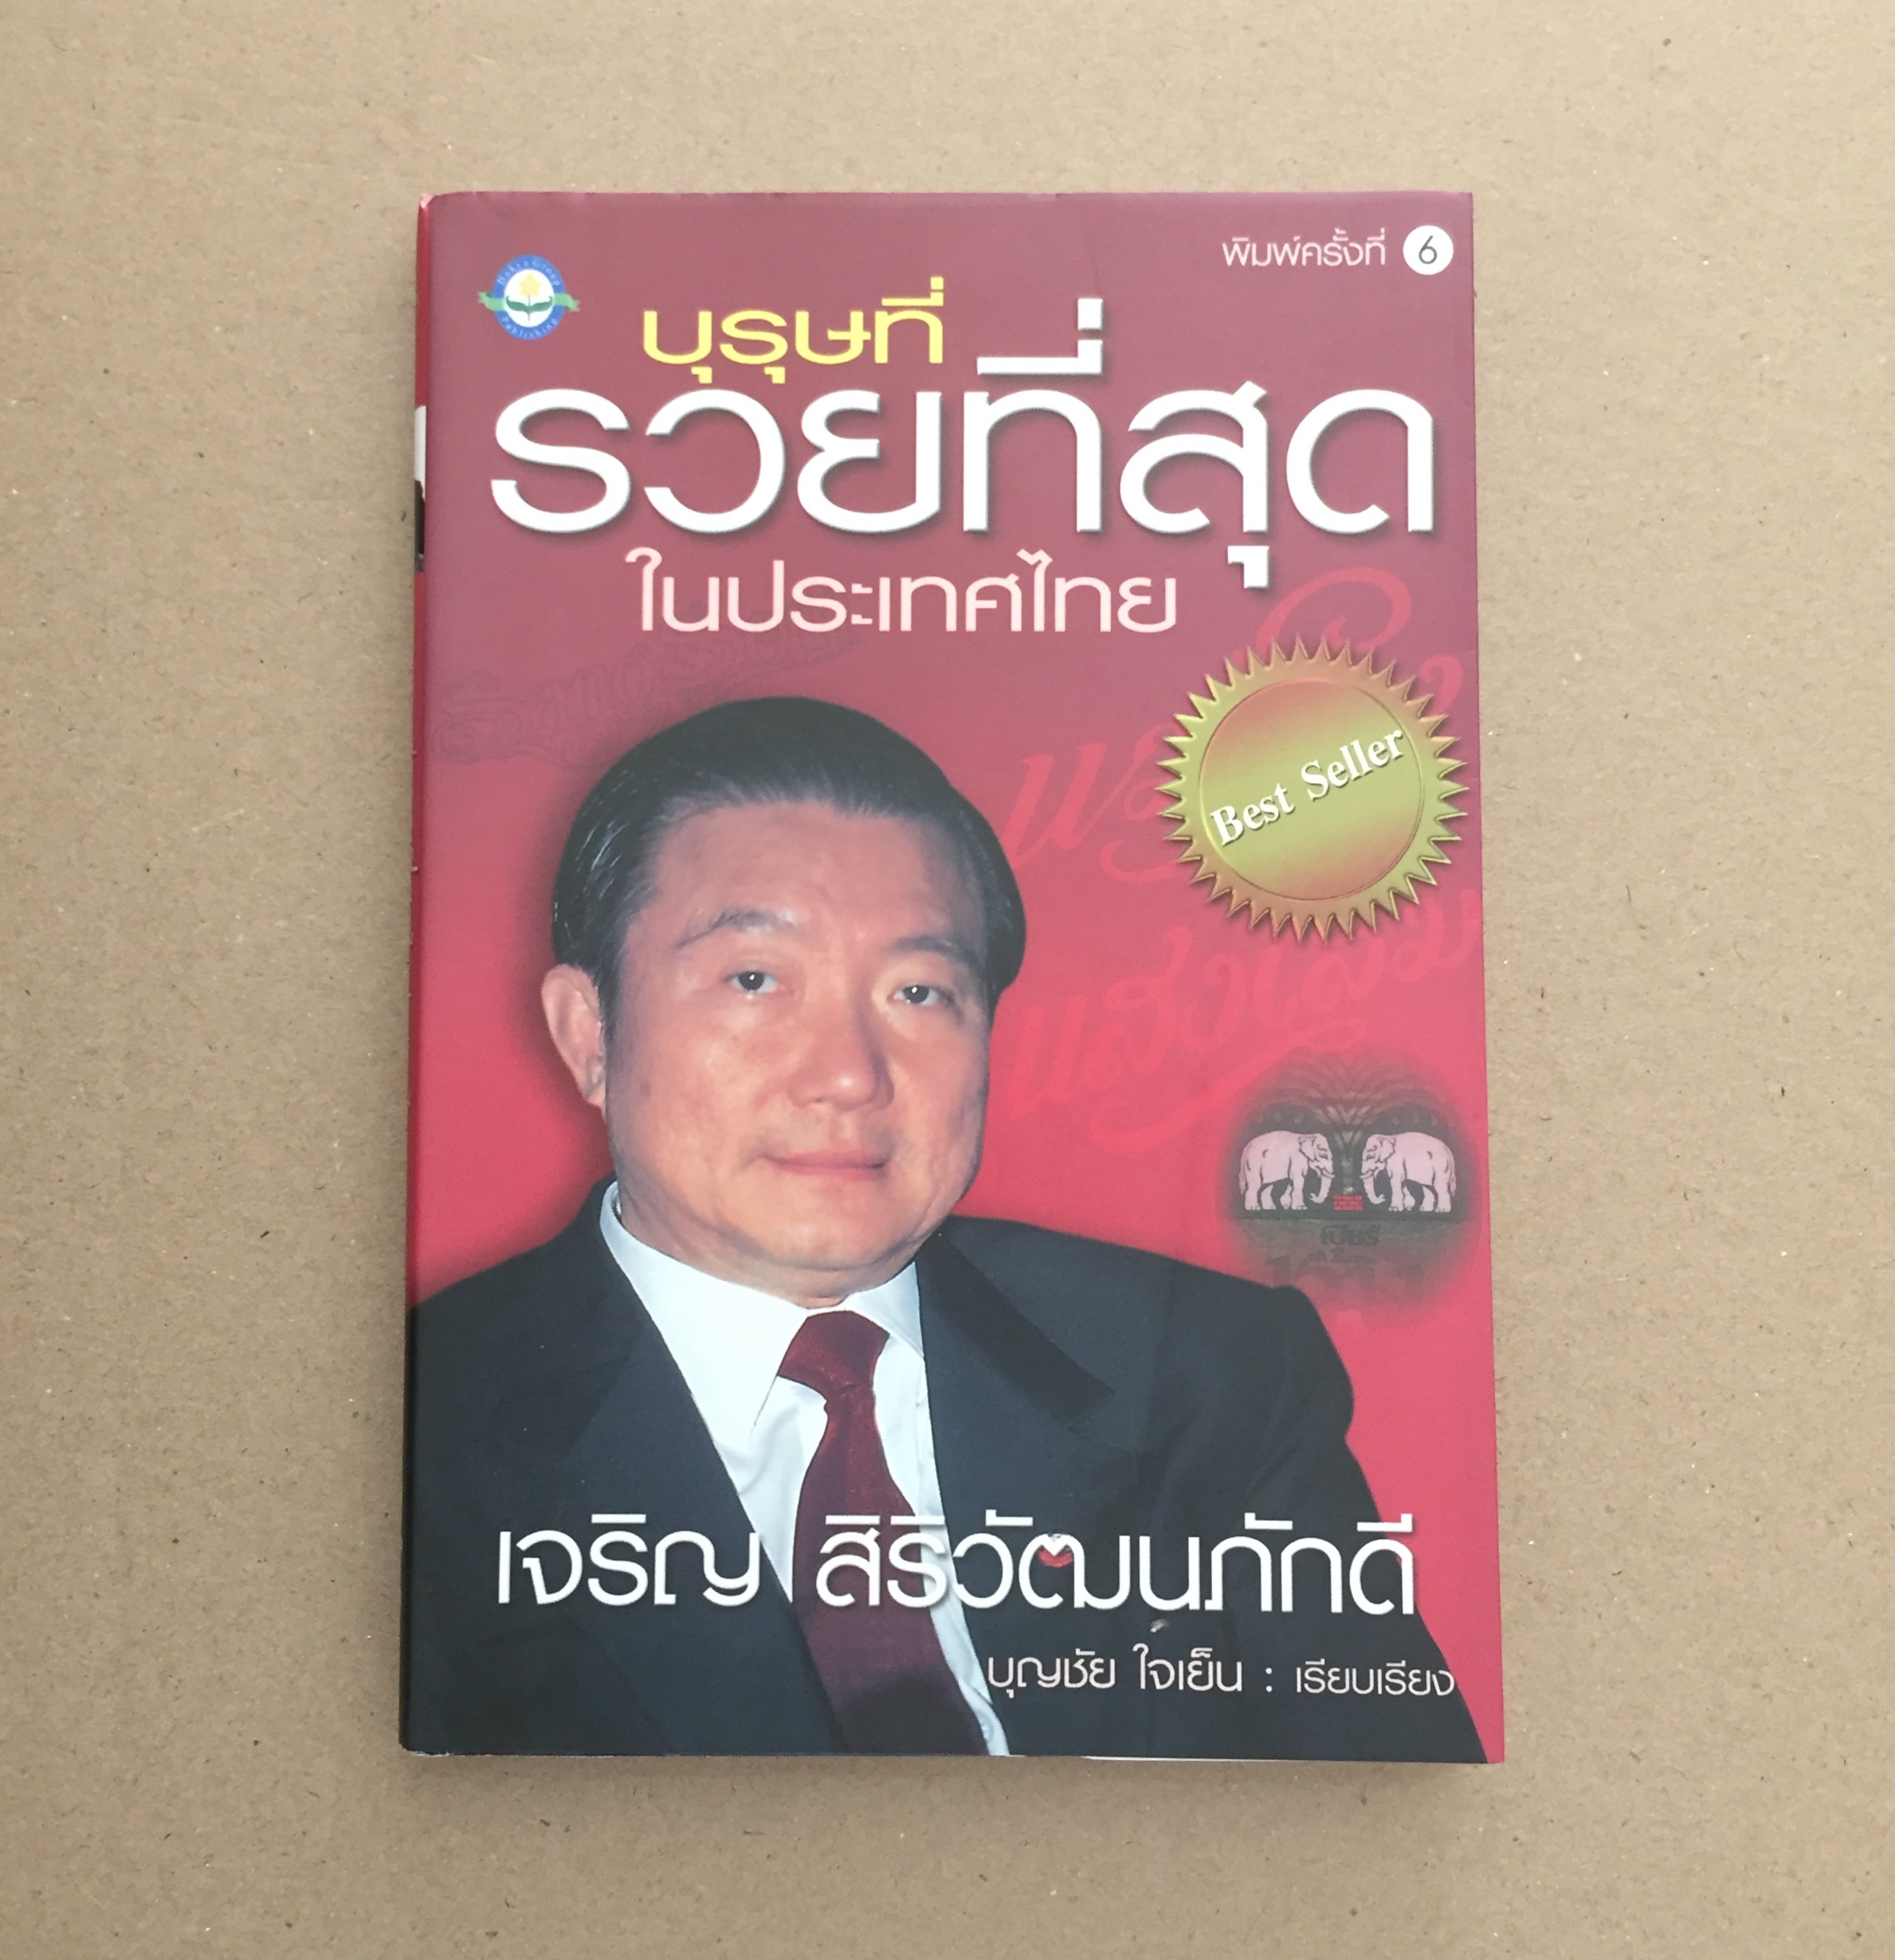 พิมพ์ครั้งที่ 6
บุรุษที่
รวยที่สุด
ในประเทศไทย
Best Seller
เจริญ สิริวัฒนภักดี
บุญชัย ใจเย็น : เรียบเรียง